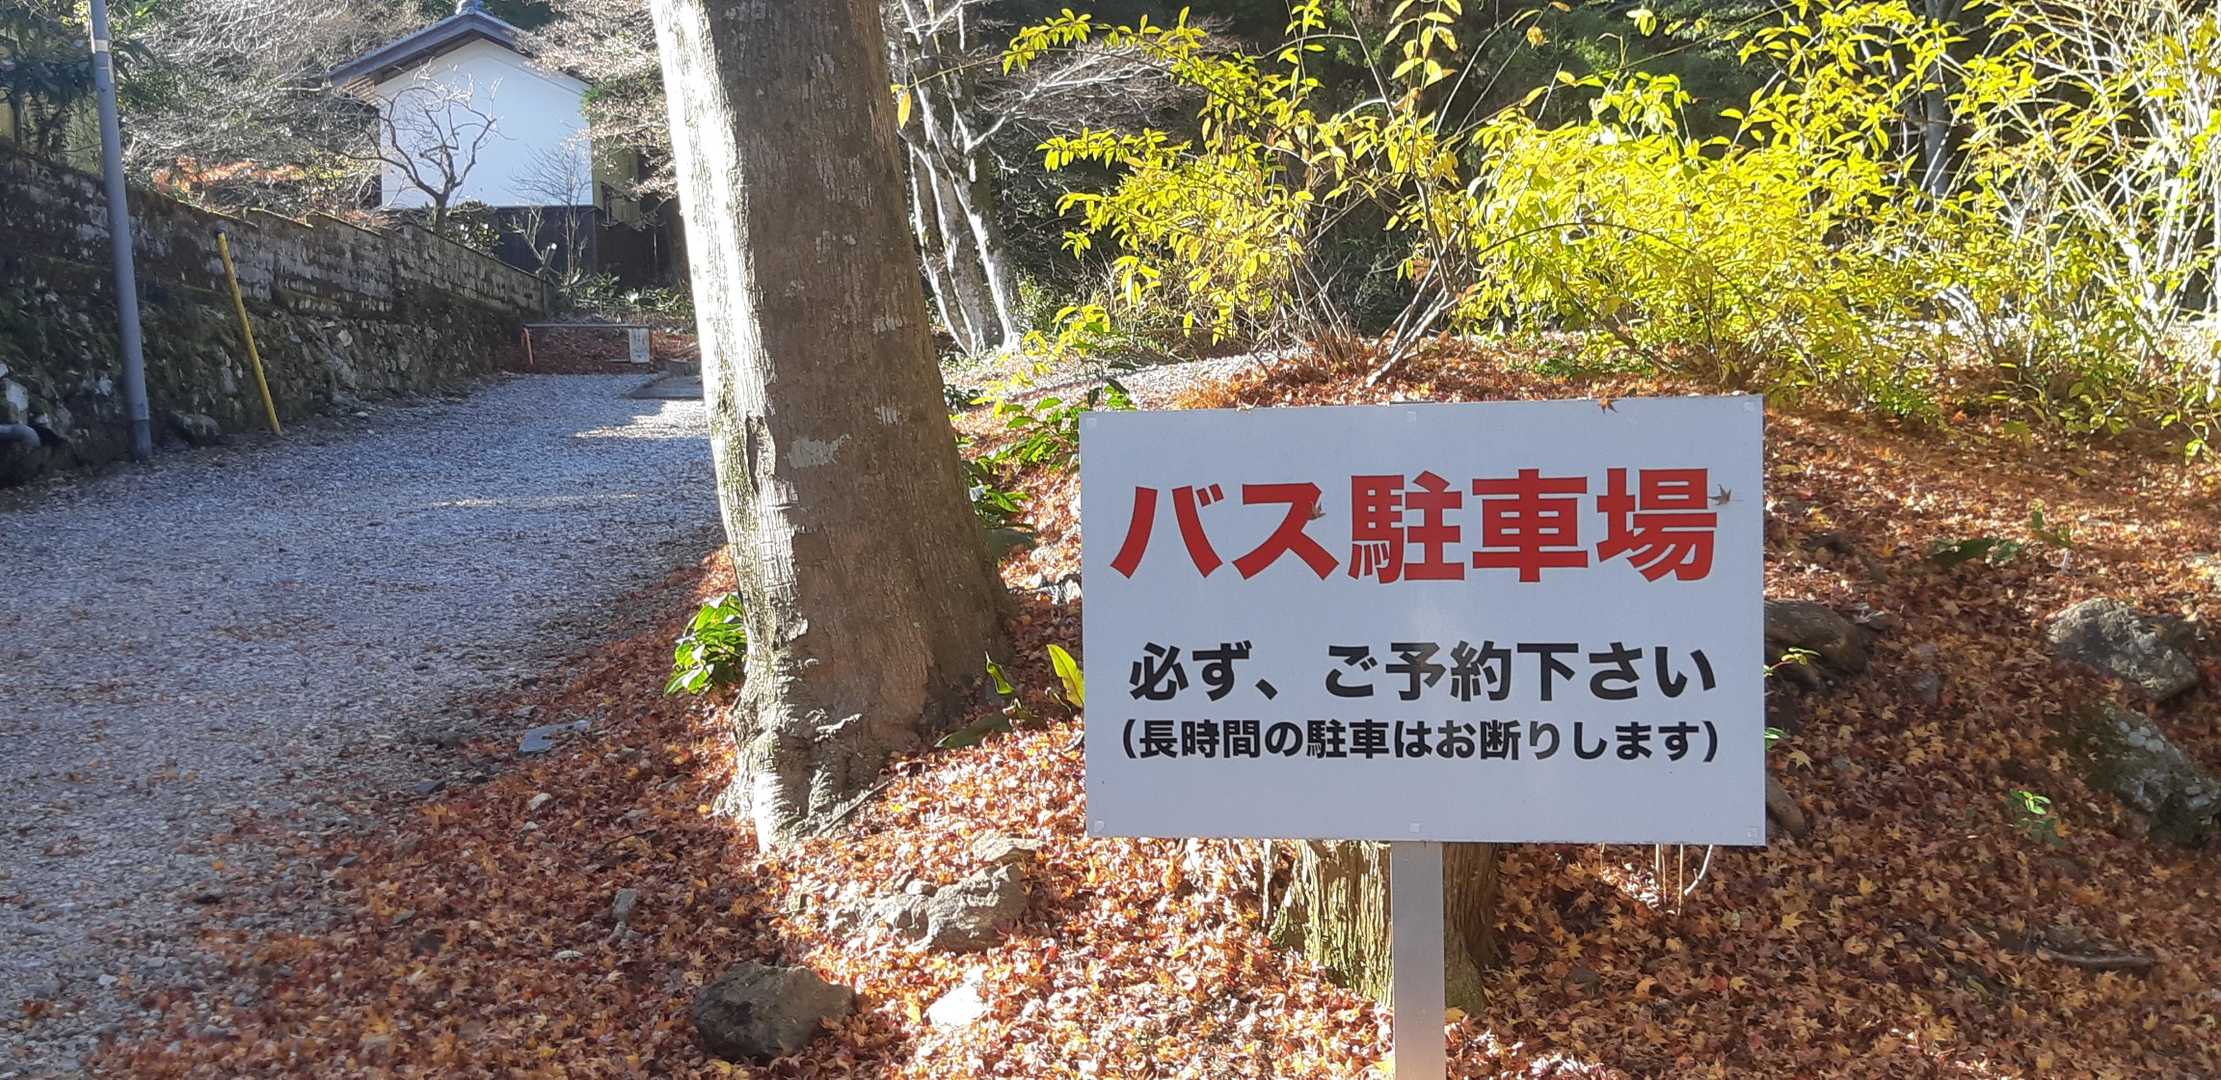 バス駐車場
必ず、ご予約下さい
（長時間の駐車はお断りします）